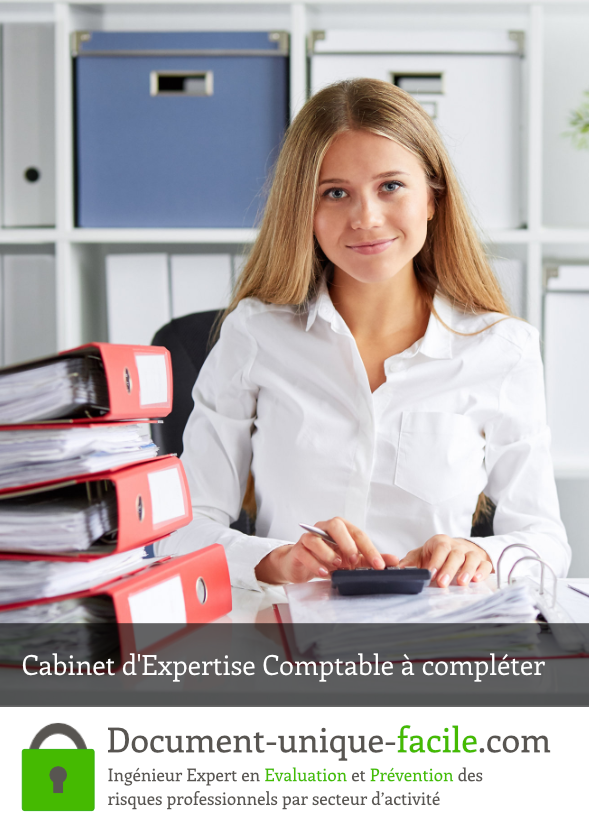 Cabinet d'Expertise Comptable à compléter
Document-unique-facile.com
Ingénieur Expert en Evaluation et Prévention des
risques professionnels par secteur d’activité